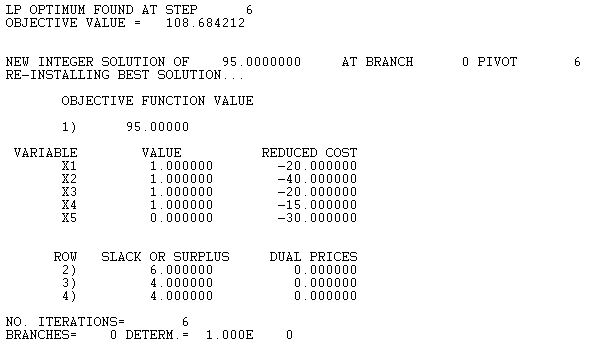 LP OPTIMUM FOUND AT STEP      6
OBJECTIVE VALUE =   108.684212
NEW INTEGER SOLUTION OF    95.0000000     AT BRANCH      0 PIVOT       6
RE-INSTALLING BEST SOLUTION...
OBJECTIVE FUNCTION VALUE
1)      95.00000
VARIABLE        VALUE          REDUCED COST
X1         1.000000        -20.000000
X2         1.000000        -40.000000
X3         1.000000        -20.000000
X4         1.000000        -15.000000
X5         0.000000        -30.000000
ROW   SLACK OR SURPLUS     DUAL PRICES
2)         6.000000          0.000000
3)         4.000000          0.000000
4)         4.000000          0.000000
NO. ITERATIONS=       6
BRANCHES=    0 DETERM.=  1.000E    0